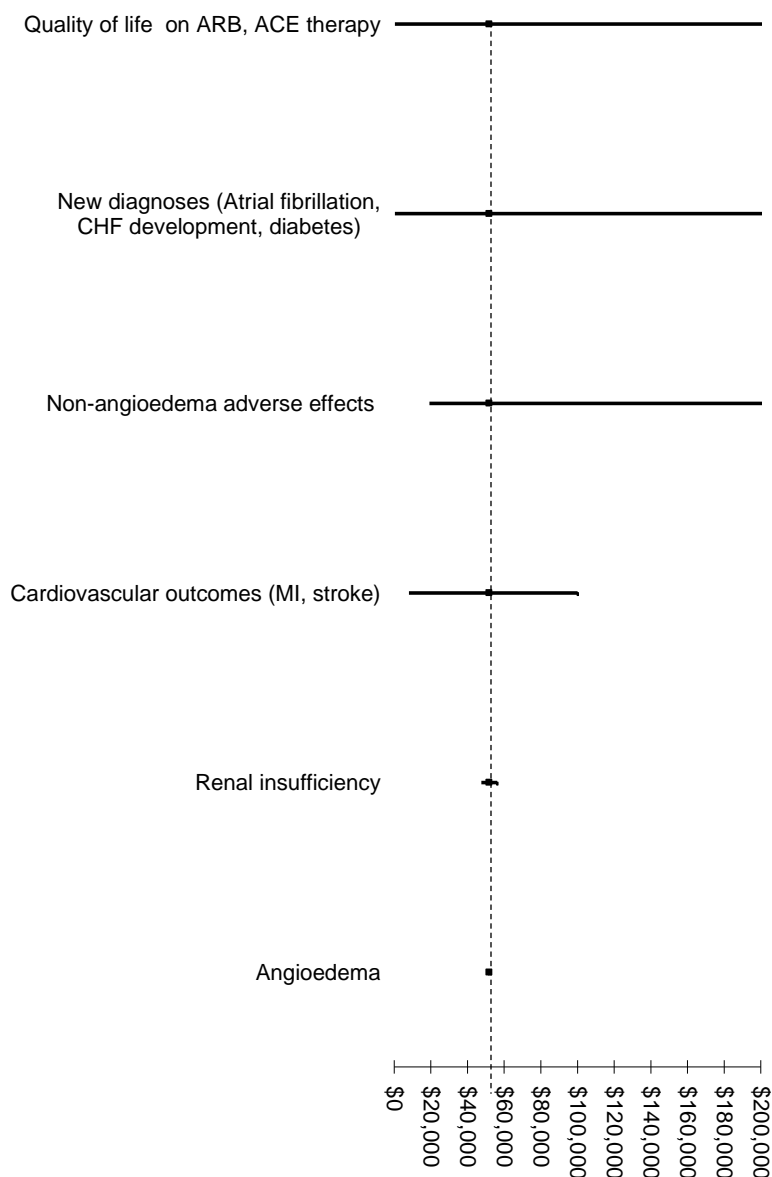 Quality of life  on ARB, ACE therapy
New diagnoses (Atrial fibrillation,
CHF development, diabetes)
Non-angioedema adverse effects
Cardiovascular outcomes (MI, stroke)
Renal insufficiency
Angioedema
$0
$20,000
$40,000
$60,000
$80,000
$100,000
$120,000
$140,000
$160,000
$180,000
$200,000